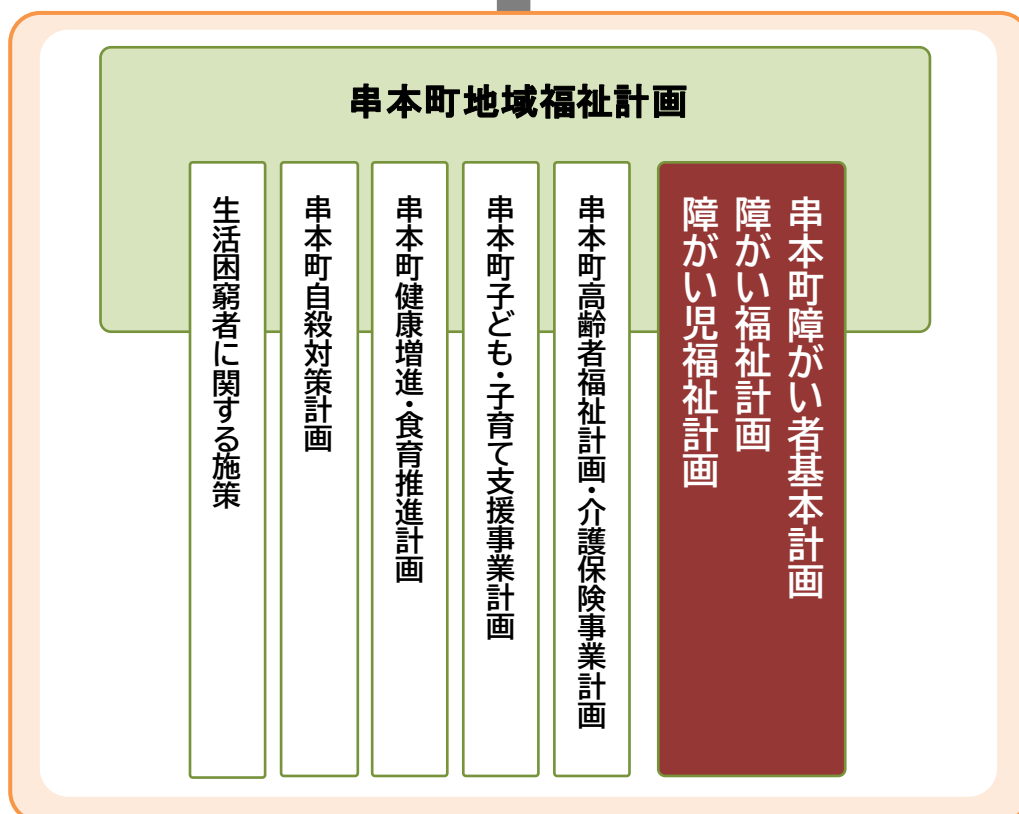 串本町地域福祉計画
串本町障がい者基本計画
障がい福祉計画
障がい児福祉計画
串本町高齢者福祉計画・介護保険事業計画
串本町子ども・子育て支援事業計画
串本町健康増進・食育推進計画
串本町自殺対策計画
生活困窮者に関する施策